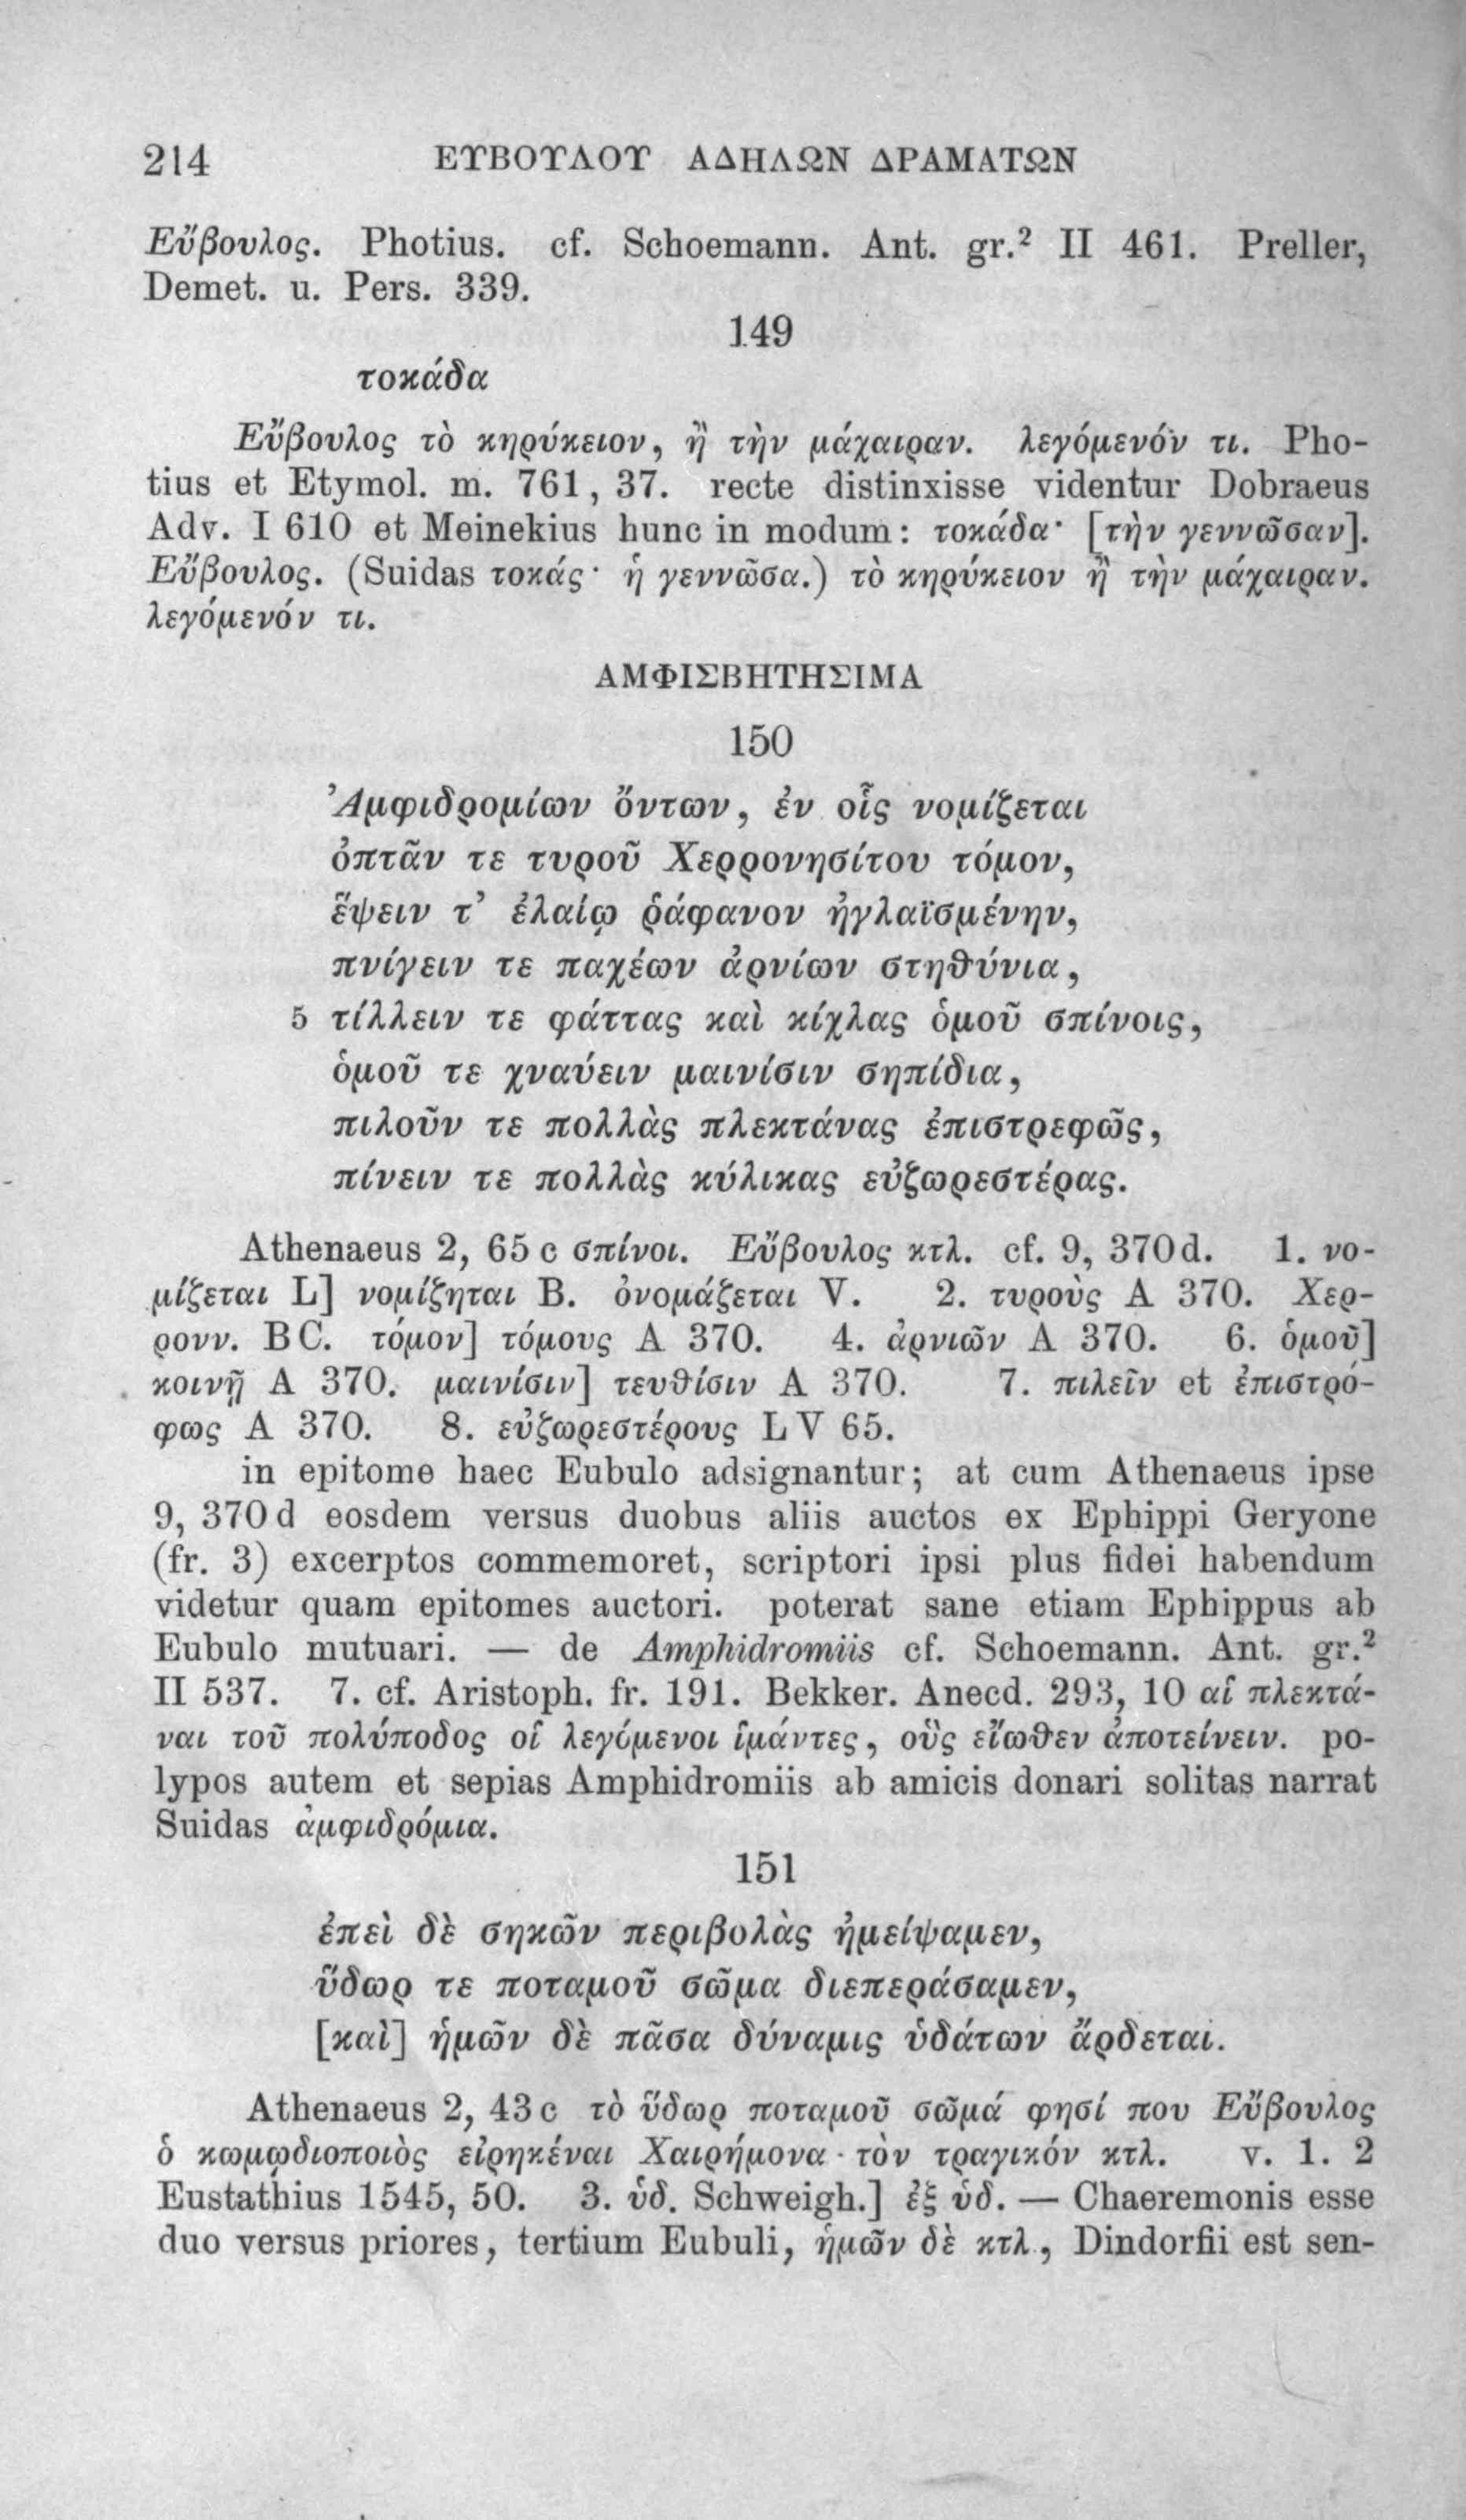 214 ΕΥΒΟΥΛΟΥ ΑΔΗΛΩΝ ΔΡΑΜΑΤΩΝ
Εὔβουλος. Photius. cf. Schoemann. Ant. gr.² II 461. Preller,
Demet. u. Pers. 339.
149
τοκάδα
Εὔβουλος τὸ κηρύκειον, ἢ τὴν μάχαιραν. λεγόμενόν τι. Pho-
tius et Etymol. m. 761, 37. recte distinxisse videntur Dobraeus
Adv. I 610 et Meinekius hunc in modum: τοκάδα· [τὴν γεννῶσαν].
Εὔβουλος. (Suidas τοκάς· ἡ γεννῶσα.) τὸ κηρύκειον ἢ τὴν μάχαιραν.
λεγόμενόν τι.
ΑΜΦΙΣΒΗΤΗΣΙΜΑ
150
Ἀμφιδρομίων ὄντων, ἐν οἷς νομίζεται
ὀπτᾶν τε τυροῦ Χερρονησίτου τόμον,
ἕψειν τ’ ἐλαίῳ ῥάφανον ἠγλαϊσμένην,
πνίγειν τε παχέων ἀρνίων στηθύνια,
5 τίλλειν τε φάττας καὶ κίχλας ὁμοῦ σπίνοις,
ὁμοῦ τε χναύειν μαινίσιν σηπίδια,
πιλοῦν τε πολλὰς πλεκτάνας ἐπιστρεφῶς,
πίνειν τε πολλὰς κύλικας εὐζωρεστέρας.
Athenaeus 2, 65 c σπίνοι. Εὔβουλος κτλ. cf. 9, 370d. 1. νο-
μίζεται L] νομίζηται B. ὀνομάζεται V. 2. τυροὺς A 370. Χερ-
ρονν. BC. τόμον] τόμους A 370. 4. ἀρνιῶν A 370. 6. ὁμοῦ]
κοινῇ A 370. μαινίσιν] τευθίσιν A 370. 7. πιλεῖν et ἐπιστρό-
φως A 370. 8. εὐζωρεστέρους L V 65.
in epitome haec Eubulo adsignantur; at cum Athenaeus ipse
9, 370 d eosdem versus duobus aliis auctos ex Ephippi Geryone
(fr. 3) excerptos commemoret, scriptori ipsi plus fidei habendum
videtur quam epitomes auctori. poterat sane etiam Ephippus ab
Eubulo mutuari. — de Amphidromiis cf. Schoemann. Ant. gr.²
II 537. 7. cf. Aristoph. fr. 191. Bekker. Anecd. 293, 10 αἱ πλεκτά-
ναι τοῦ πολύποδος οἱ λεγόμενοι ἱμάντες, οὓς εἴωθεν ἀποτείνειν. po-
lypos autem et sepias Amphidromiis ab amicis donari solitas narrat
Suidas ἀμφιδρόμια.
151
ἐπεὶ δὲ σηκῶν περιβολὰς ἠμείψαμεν,
ὕδωρ τε ποταμοῦ σῶμα διεπεράσαμεν,
[καὶ] ἡμῶν δὲ πᾶσα δύναμις ὑδάτων ἄρδεται.
Athenaeus 2, 43 c τὸ ὕδωρ ποταμοῦ σῶμά φησί που Εὔβουλος
ὁ κωμῳδιοποιὸς εἰρηκέναι Χαιρήμονα τὸν τραγικόν κτλ. v. 1. 2
Eustathius 1545, 50. 3. ὑδ. Schweigh.] ἐξ ὑδ. — Chaeremonis esse
duo versus priores, tertium Eubuli, ἡμῶν δὲ κτλ., Dindorfii est sen-